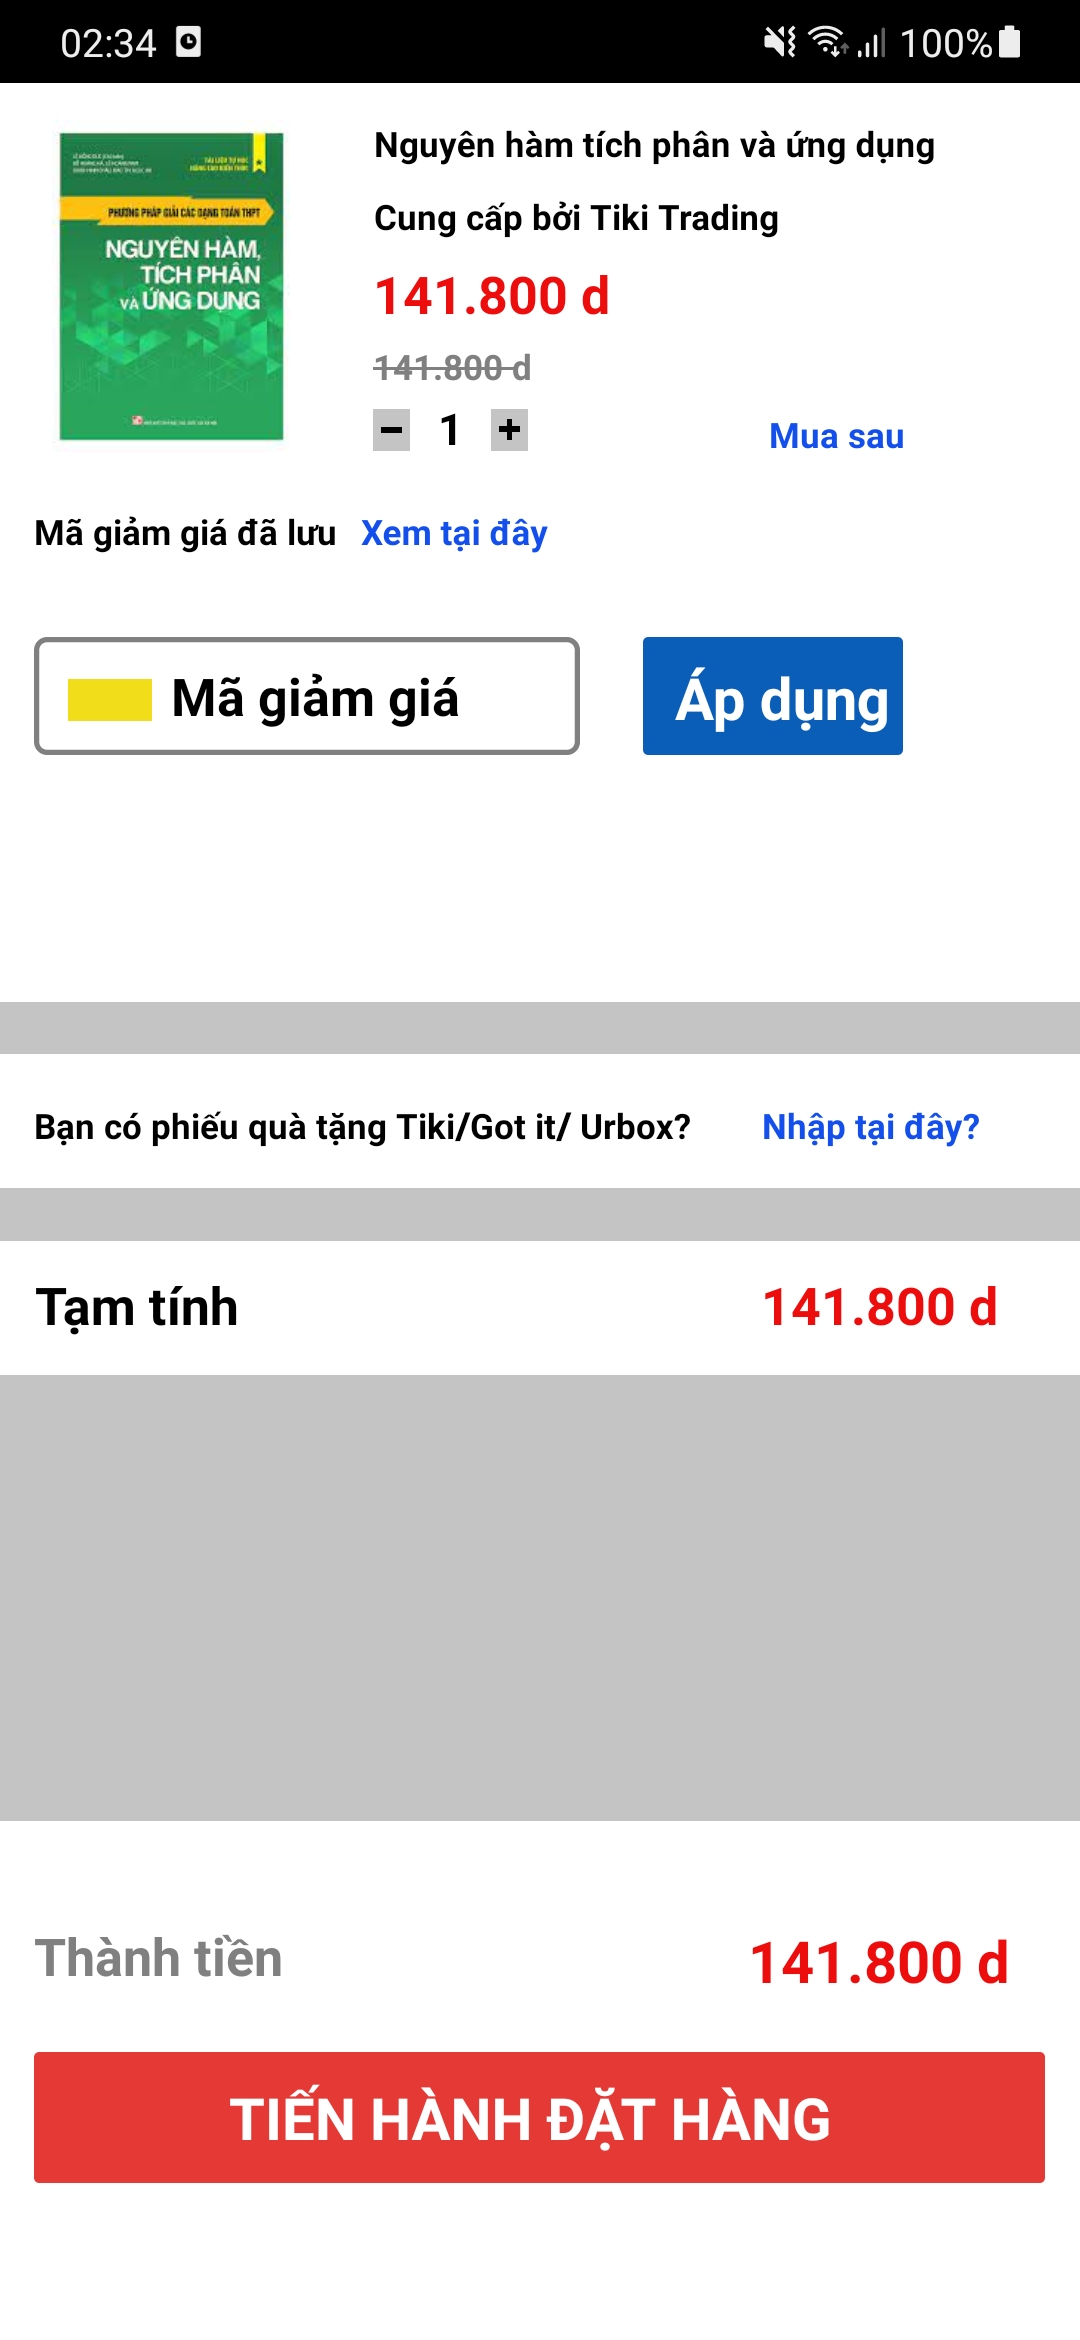 02:34
100%
PHƯƠNG PHÁP GIẢI CÁC DẠNG TOÁN THPT
NGUYÊN HÀM,
TÍCH PHÂN
VÀ ỨNG DỤNG
Nguyên hàm tích phân và ứng dụng
Cung cấp bởi Tiki Trading
141.800 d
141.800 d
1
Mua sau
Mã giảm giá đã lưu Xem tại đây
Mã giảm giá
Áp dụng
Bạn có phiếu quà tặng Tiki/Got it/ Urbox? Nhập tại đây?
Tạm tính 141.800 d
Thành tiền 141.800 d
TIẾN HÀNH ĐẶT HÀNG